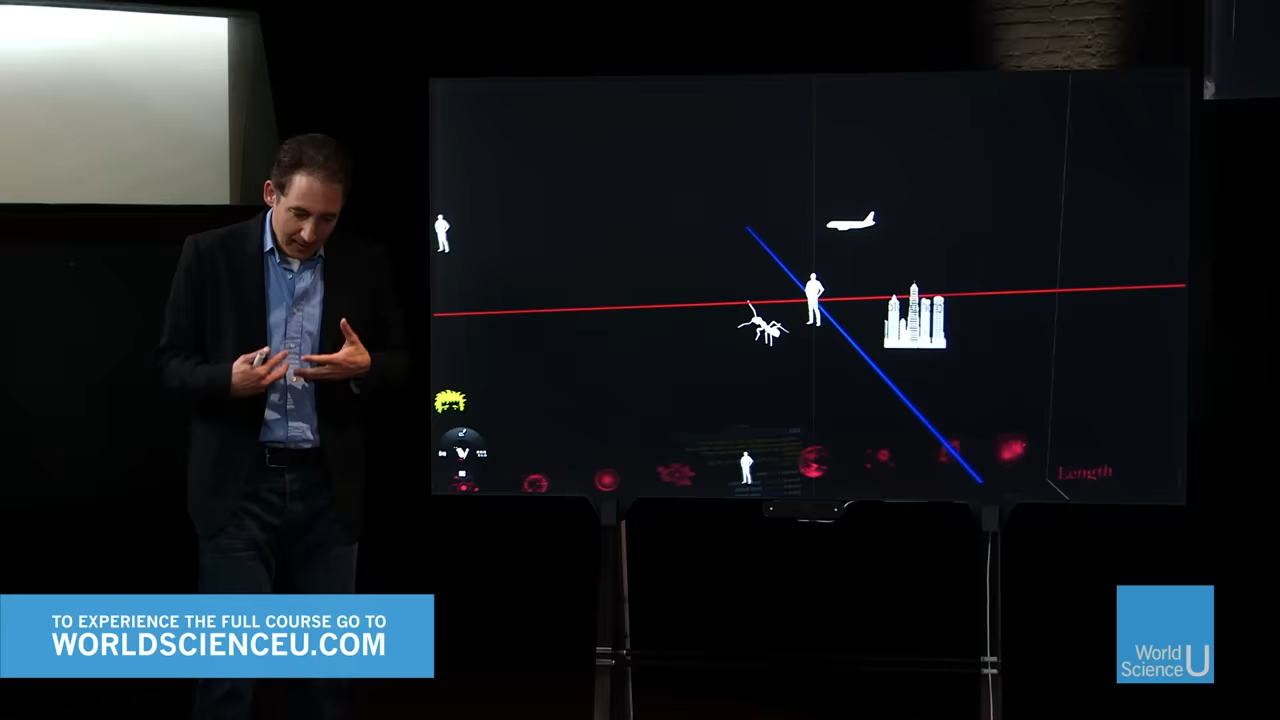 Length
TO EXPERIENCE THE FULL COURSE GO TO
WORLDSCIENCEU.COM
World
Science U